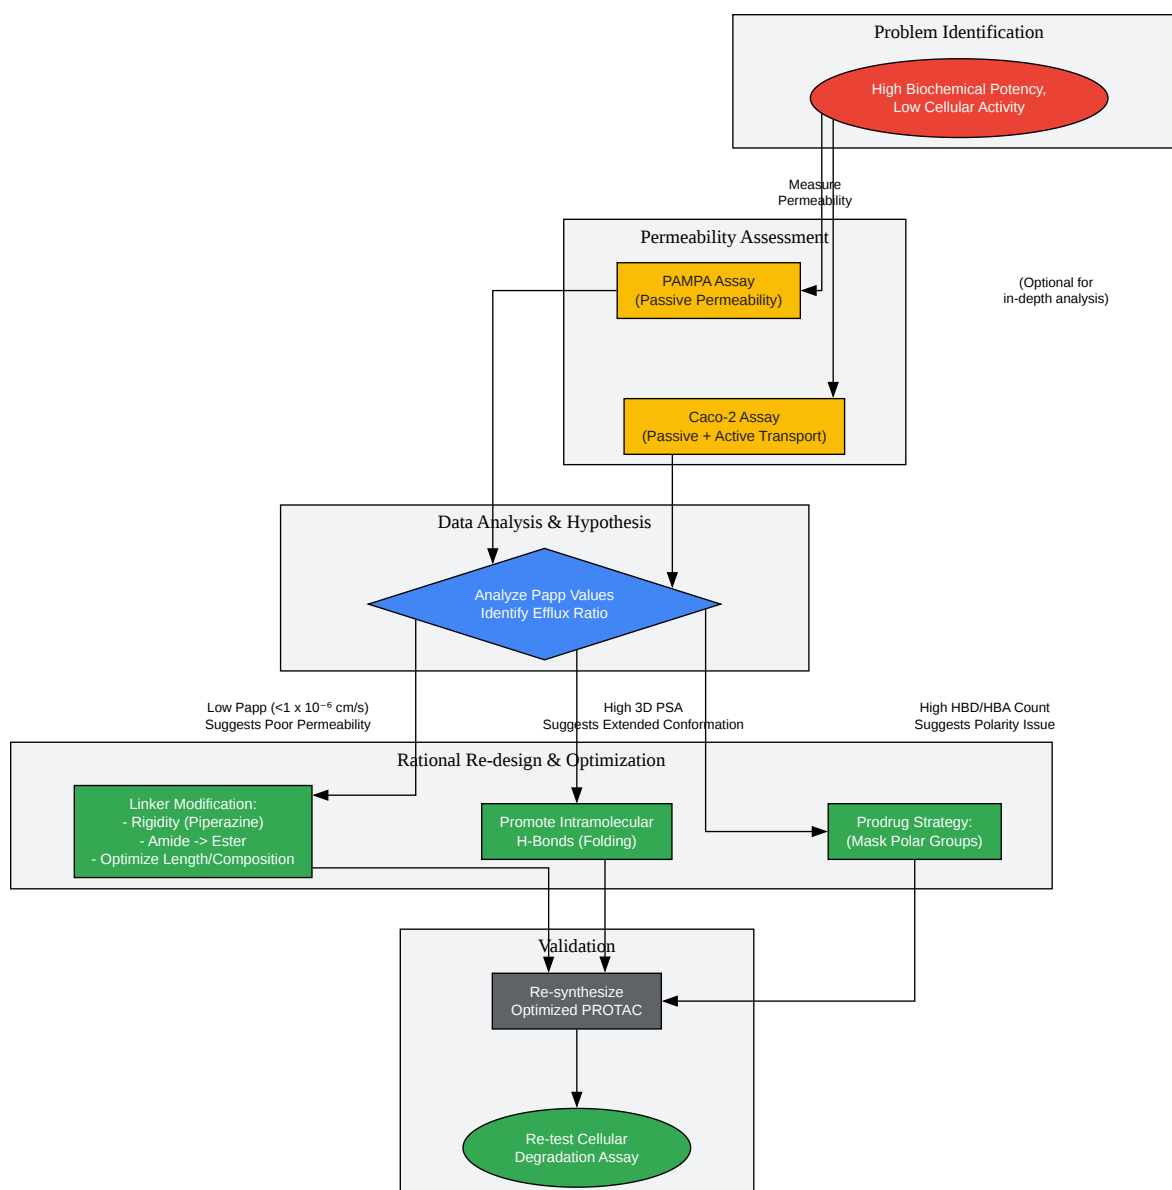 Problem Identification
High Biochemical Potency,
Low Cellular Activity
Measure
Permeability
Permeability Assessment
PAMPA Assay
(Passive Permeability)
(Optional for
in-depth analysis)
Caco-2 Assay
(Passive + Active Transport)
Data Analysis & Hypothesis
Analyze Papp Values
Identify Efflux Ratio
Low Papp (<1 x 10⁻⁶ cm/s)
Suggests Poor Permeability
High 3D PSA
Suggests Extended Conformation
High HBD/HBA Count
Suggests Polarity Issue
Rational Re-design & Optimization
Linker Modification:
- Rigidity (Piperazine)
- Amide -> Ester
- Optimize Length/Composition
Promote Intramolecular
H-Bonds (Folding)
Prodrug Strategy:
(Mask Polar Groups)
Validation
Re-synthesize
Optimized PROTAC
Re-test Cellular
Degradation Assay